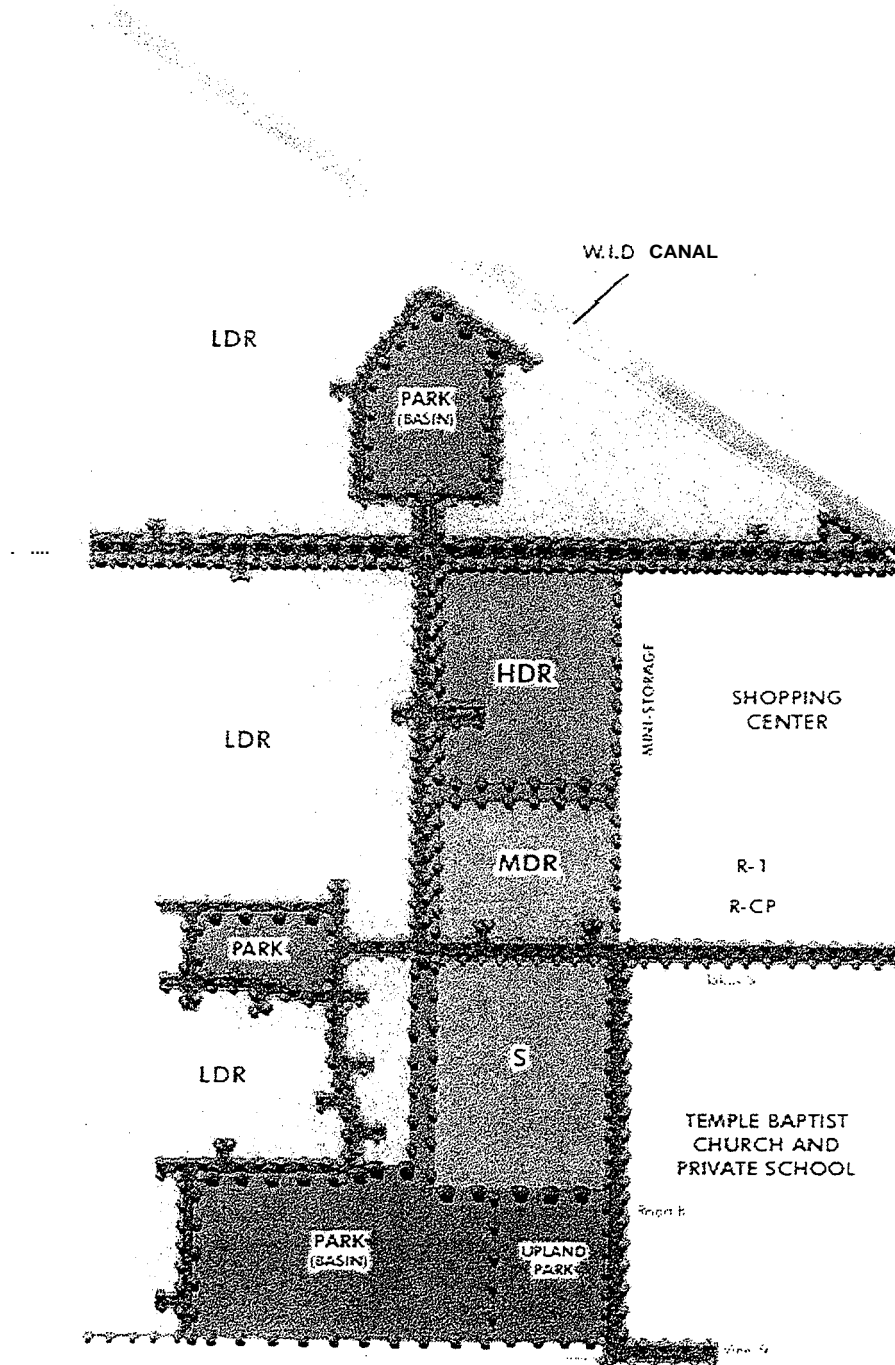 W.I.D CANAL
LDR
PARK
(BASIN)
HDR
MINI-STORAGE
SHOPPING
CENTER
LDR
MDR
R-1
R-CP
PARK
S
LDR
TEMPLE BAPTIST
CHURCH AND
PRIVATE SCHOOL
PARK
(BASIN)
UPLAND
PARK